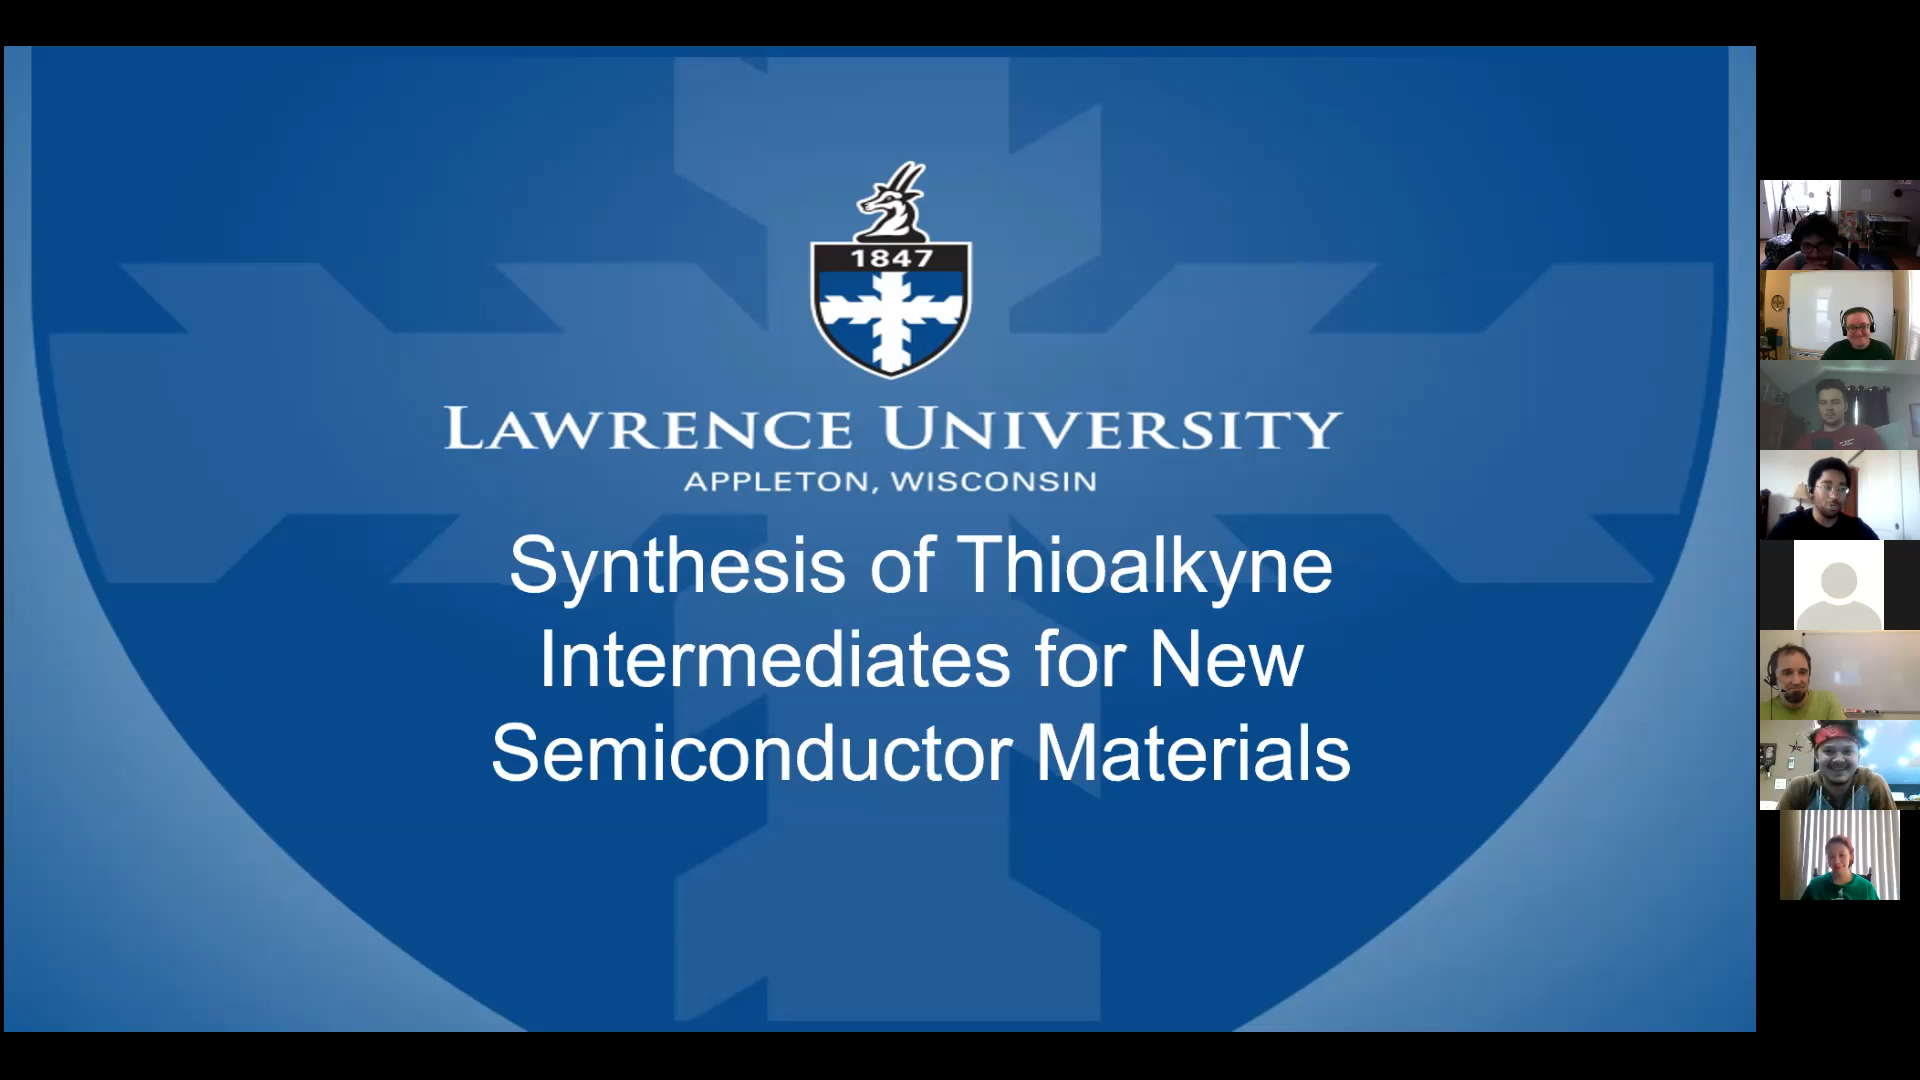 1847
LAWRENCE UNIVERSITY
APPLETON, WISCONSIN
Synthesis of Thioalkyne
Intermediates for New
Semiconductor Materials